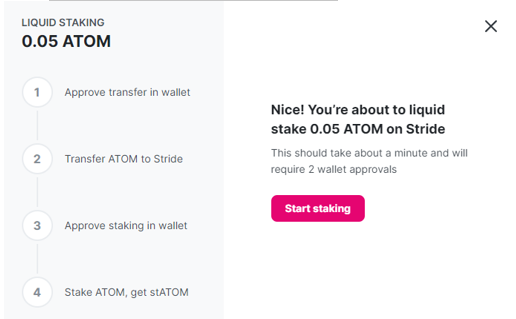 LIQUID STAKING
0.05 ATOM
1 Approve transfer in wallet
2 Transfer ATOM to Stride
3 Approve staking in wallet
4 Stake ATOM, get stATOM
Nice! You’re about to liquid
stake 0.05 ATOM on Stride
This should take about a minute and will
require 2 wallet approvals
Start staking